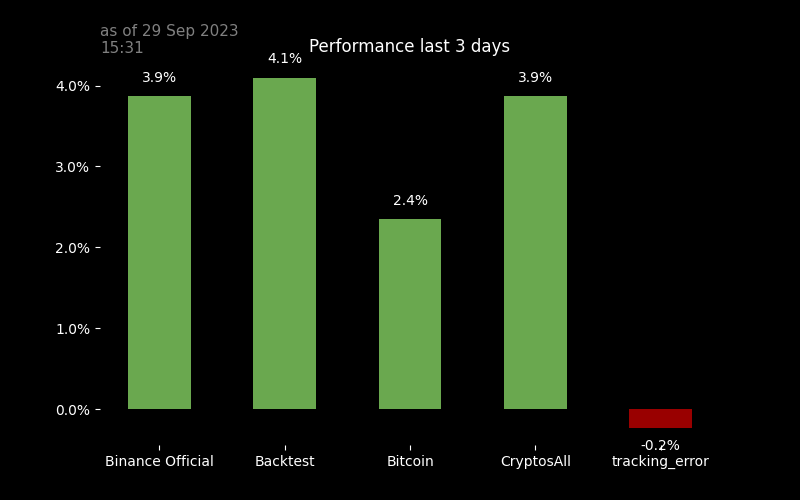 as of 29 Sep 2023
15:31
Performance last 3 days
4.1%
3.9%
3.9%
4.0%
3.0%
2.4%
2.0%
1.0%
0.0%
-0.2%
Binance Official
Backtest
Bitcoin
CryptosAll
tracking_error